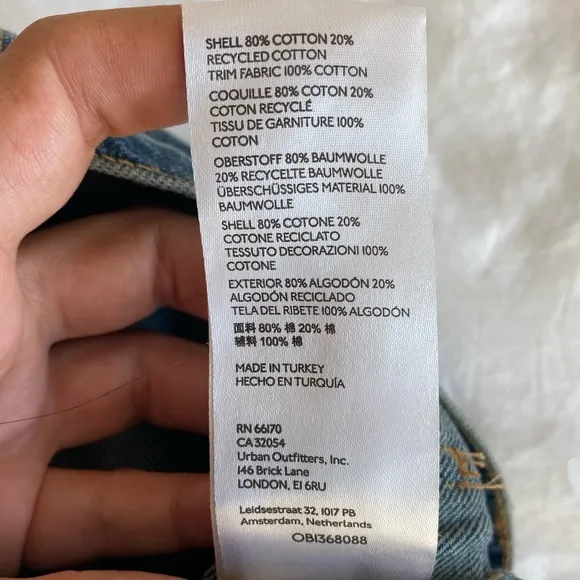 SHELL 80% COTTON 20%
RECYCLED COTTON
TRIM FABRIC 100% COTTON
COQUILLE 80% COTON 20%
COTON RECYCLÉ
TISSU DE GARNITURE 100%
COTON
OBERSTOFF 80% BAUMWOLLE
20% RECYCELTE BAUMWOLLE
ÜBERSCHÜSSIGES MATERIAL 100%
BAUMWOLLE
SHELL 80% COTONE 20%
COTONE RICICLATO
TESSUTO DECORAZIONI 100%
COTONE
EXTERIOR 80% ALGODÓN 20%
ALGODÓN RECICLADO
TELA DEL RIBETE 100% ALGODÓN
面料 80% 棉 20% 棉
辅料 100% 棉
MADE IN TURKEY
HECHO EN TURQUÍA
RN 66170
CA 32054
Urban Outfitters, Inc.
146 Brick Lane
LONDON, E1 6RU
Leidsestraat 32, 1017 PB
Amsterdam, Netherlands
OB1368088